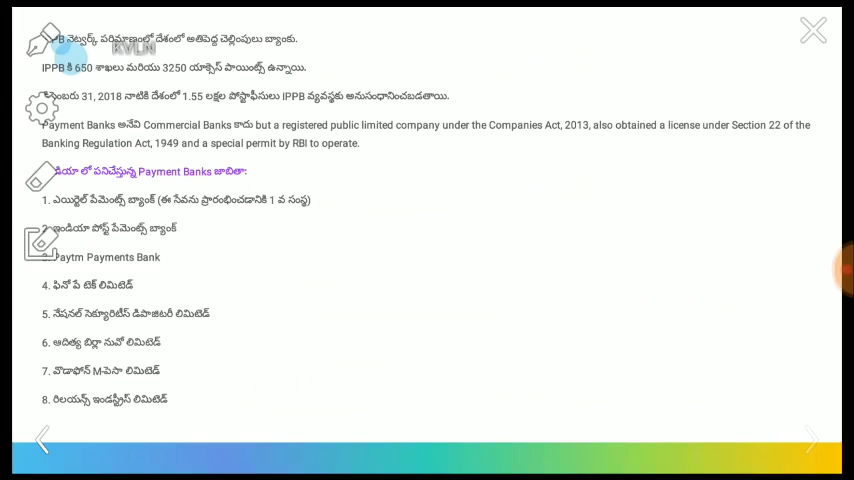 PB నెట్వర్క్ పరిమాణంలో దేశంలో అతిపెద్ద చెల్లింపులు బ్యాంకు.
KVLN
IPPB కి 650 శాఖలు మరియు 3250 యాక్సెస్ పాయింట్స్ ఉన్నాయి.
సెంబరు 31, 2018 నాటికి దేశంలో 1.55 లక్షల పోస్టాఫీసులు IPPB వ్యవస్థకు అనుసంధానించబడతాయి.
Payment Banks అనేవి Commercial Banks కాదు but a registered public limited company under the Companies Act, 2013, also obtained a license under Section 22 of the
Banking Regulation Act, 1949 and a special permit by RBI to operate.
డియా లో పనిచేస్తున్న Payment Banks జాబితా:
1. ఎయిర్టెల్ పేమెంట్స్ బ్యాంక్ (ఈ సేవను ప్రారంభించడానికి 1 వ సంస్థ)
2. ఇండియా పోస్ట్ పేమెంట్స్ బ్యాంక్
3. Paytm Payments Bank
4. ఫినో పే టెక్ లిమిటెడ్
5. నేషనల్ సెక్యూరిటీస్ డిపాజిటరీ లిమిటెడ్
6. ఆదిత్య బిర్లా నువో లిమిటెడ్
7. వొడాఫోన్ M-పెసా లిమిటెడ్
8. రిలయన్స్ ఇండస్ట్రీస్ లిమిటెడ్